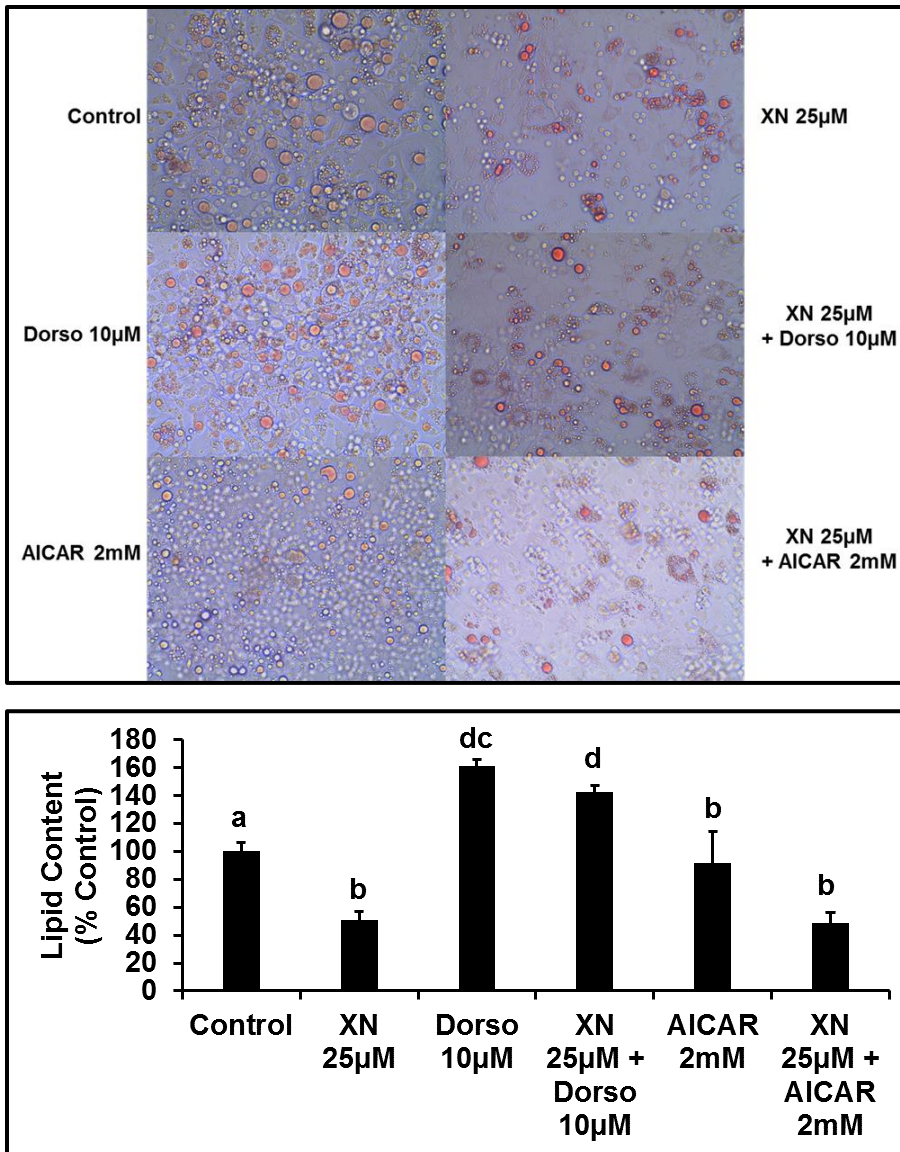 Control
XN 25µM
Dorso 10µM
XN 25µM
+ Dorso 10µM
AICAR 2mM
XN 25µM
+ AICAR 2mM
Lipid Content
(% Control)
180
160
140
120
100
80
60
40
20
0
a
b
dc
d
b
b
Control
XN
25µM
Dorso
10µM
XN
25µM +
Dorso
10µM
AICAR
2mM
XN
25µM +
AICAR
2mM